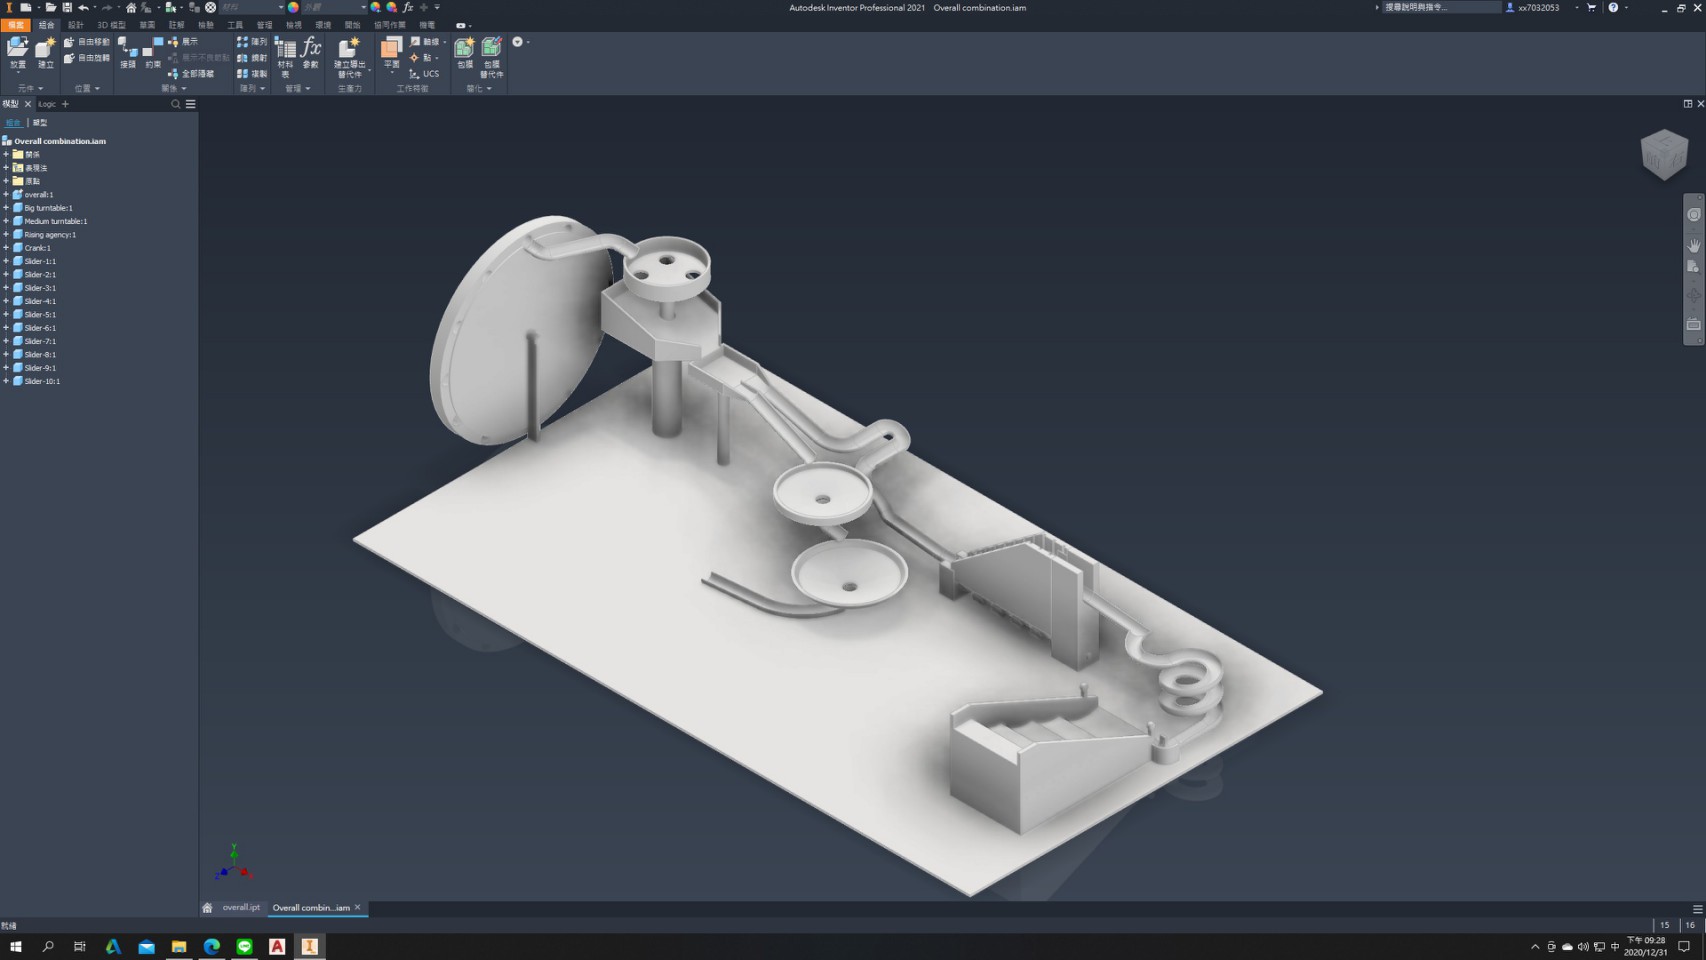 材料
外觀
Autodesk Inventor Professional 2021 Overall combination.iam
搜尋說明與指令...
xx7032053
檔案 組合 設計 3D 模型 草圖 註解 檢驗 工具 管理 檢視 環境 開始 協同作業 機電
放置 建立 自由移動 自由旋轉 接頭 約束 展示 全部隱藏 陣列 鏡射 複製 材料表 fx 參數 建立導出替代件 平面 軸線 點 UCS 包膜 包膜替代件
元件 位置 關係 陣列 管理 生產力 工作特徵 簡化
模型 iLogic
組合 | 模型
Overall combination.iam
關係
表現法
原點
overall:1
Big turntable:1
Medium turntable:1
Rising agency:1
Crank:1
Slider-1:1
Slider-2:1
Slider-3:1
Slider-4:1
Slider-5:1
Slider-6:1
Slider-7:1
Slider-8:1
Slider-9:1
Slider-10:1
Y
Z
X
overall.ipt Overall combin...iam
就緒
15 16
中
下午 09:28
2020/12/31